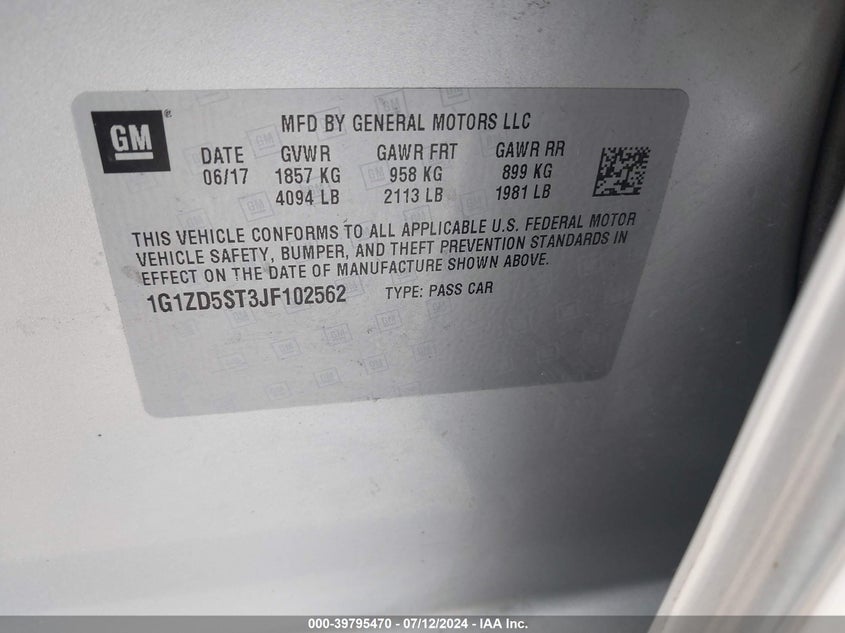 GM
MFD BY GENERAL MOTORS LLC
DATE GVWR GAWR FRT GAWR RR
06/17 1857 KG 958 KG 899 KG
4094 LB 2113 LB 1981 LB
THIS VEHICLE CONFORMS TO ALL APPLICABLE U.S. FEDERAL MOTOR
VEHICLE SAFETY, BUMPER, AND THEFT PREVENTION STANDARDS IN
EFFECT ON THE DATE OF MANUFACTURE SHOWN ABOVE.
1G1ZD5ST3JF102562 TYPE: PASS CAR
000-39795470 - 07/12/2024 - IAA Inc.